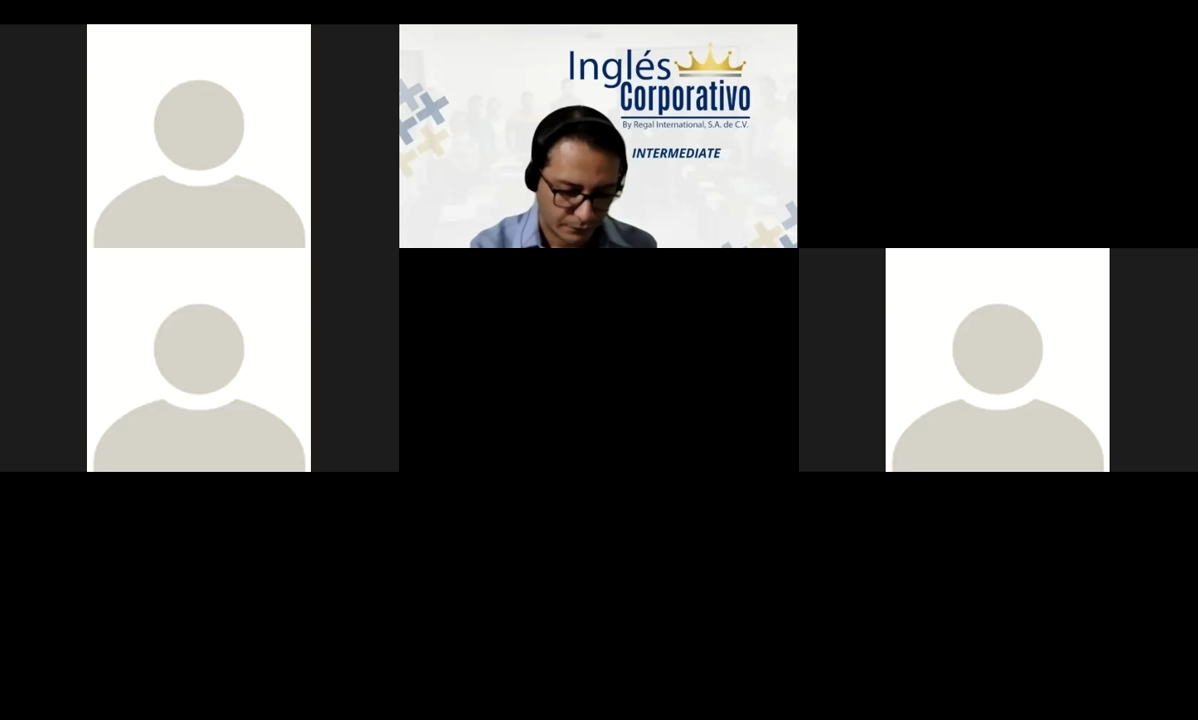 Inglés
Corporativo
By Regal International, S.A. de C.V.
INTERMEDIATE